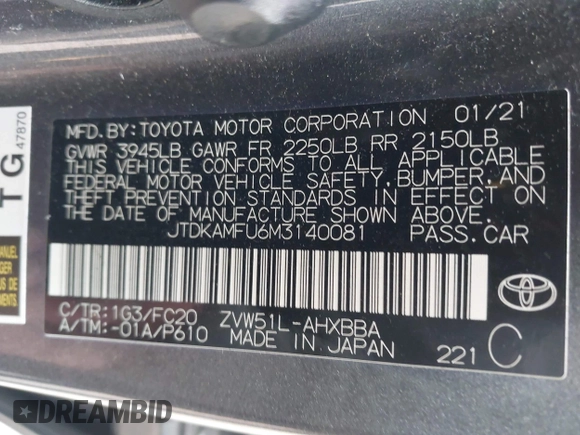 MFD.BY:TOYOTA MOTOR CORPORATION 01/21
GVWR 3945LB GAWR FR 2250LB RR 2150LB
THIS VEHICLE CONFORMS TO ALL APPLICABLE
FEDERAL MOTOR VEHICLE SAFETY,BUMPER,AND
THEFT PREVENTION STANDARDS IN EFFECT ON
THE DATE OF MANUFACTURE SHOWN ABOVE.
JTDKAMFU6M3140081 PASS.CAR
C/TR:1G3/FC20 ZVW51L-AHXBBA
A/TM:-01A/P610 MADE IN JAPAN 221 C
TG
47870
DREAMBID